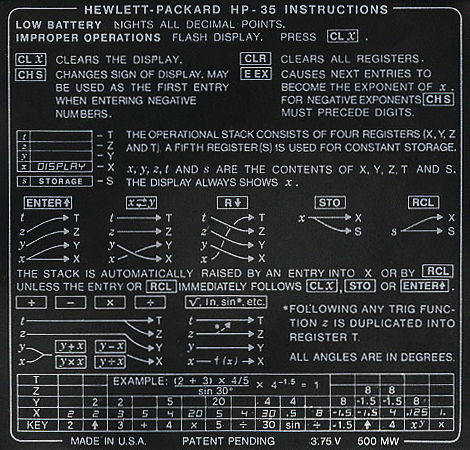 HEWLETT-PACKARD HP-35 INSTRUCTIONS
LOW BATTERY LIGHTS ALL DECIMAL POINTS.
IMPROPER OPERATIONS FLASH DISPLAY. PRESS CL x.
CL x CLEARS THE DISPLAY.
CHS CHANGES SIGN OF DISPLAY, MAY
BE USED AS THE FIRST ENTRY
WHEN ENTERING NEGATIVE
NUMBERS.
CLR CLEARS ALL REGISTERS.
E EX CAUSES NEXT ENTRIES TO
BECOME THE EXPONENT OF x.
FOR NEGATIVE EXPONENTS CHS
MUST PRECEDE DIGITS.
t – T
z – Z
y – Y
x DISPLAY – X
s STORAGE – S
THE OPERATIONAL STACK CONSISTS OF FOUR REGISTERS (X, Y, Z
AND T). A FIFTH REGISTER (S) IS USED FOR CONSTANT STORAGE.
x, y, z, t AND s ARE THE CONTENTS OF X, Y, Z, T AND S.
THE DISPLAY ALWAYS SHOWS x.
ENTER↑ x⇄y R↓ STO RCL
t T t T t T x X x X
z Z z Z z Z S s S
y Y y Y y Y
x X x X x X
THE STACK IS AUTOMATICALLY RAISED BY AN ENTRY INTO X OR BY RCL
UNLESS THE ENTRY OR RCL IMMEDIATELY FOLLOWS CLX, STO OR ENTER↑.
+ − × ÷ √, ln, sin*, etc.
t T t T
z Z z * Z
y y+x y−x Y y Y
x y×x y÷x X x f(x) X
*FOLLOWING ANY TRIG FUNC-
TION z IS DUPLICATED INTO
REGISTER T.
ALL ANGLES ARE IN DEGREES.
EXAMPLE: (2 + 3) × 4/5 / sin 30° × 4^-1.5 = 1
T
Z 8 8
Y 2 2 5 20 4 4 8 -1.5 -1.5 8
X 2 2 3 5 4 20 5 4 30 .5 8 -1.5 -1.5 4 .125 1.
KEY 2 ↑ 3 + 4 × 5 ÷ 30 sin ÷ -1.5 ↑ 4 xʸ ×
MADE IN U.S.A. PATENT PENDING 3.75 V 500 MW